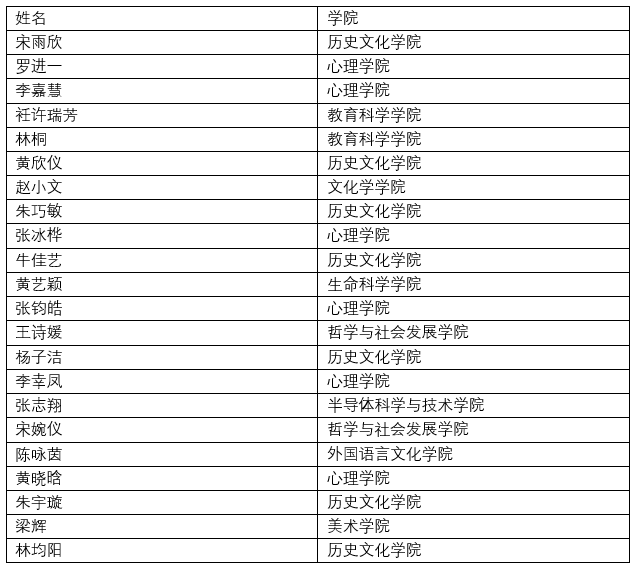 姓名 学院
宋雨欣 历史文化学院
罗进一 心理学院
李嘉慧 心理学院
衽许瑞芳 教育科学学院
林桐 教育科学学院
黄欣仪 历史文化学院
赵小文 文化学学院
朱巧敏 历史文化学院
张冰桦 心理学院
牛佳艺 历史文化学院
黄艺颖 生命科学学院
张钧皓 心理学院
王诗媛 哲学与社会发展学院
杨子洁 历史文化学院
李幸凤 心理学院
张志翔 半导体科学与技术学院
宋婉仪 哲学与社会发展学院
陈咏茵 外国语言文化学院
黄晓晗 心理学院
朱宇璇 历史文化学院
梁辉 美术学院
林均阳 历史文化学院